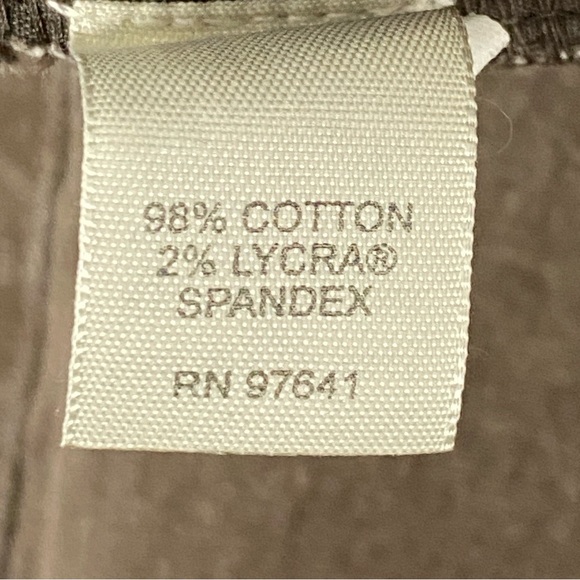 98% COTTON
2% LYCRA®
SPANDEX
RN 97641